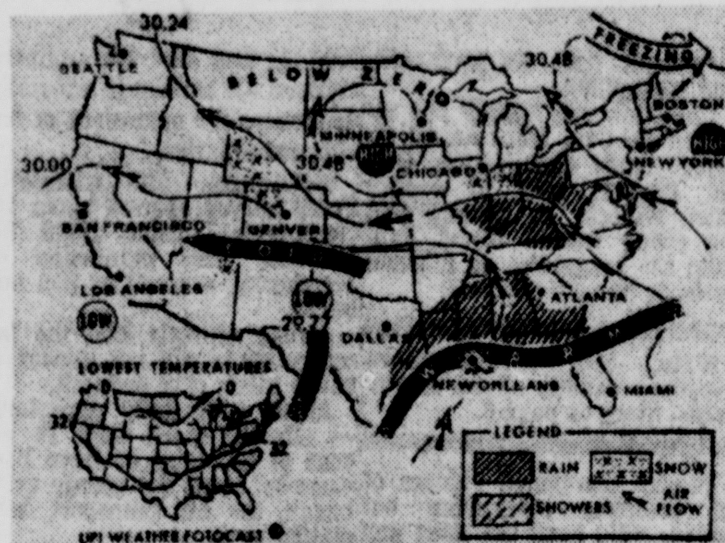 30.24
30.48
FREEZING
SEATTLE
BELOW ZERO
BOSTON
MINNEAPOLIS
HIGH
NEW YORK
30.00
30.48
HIGH
CHICAGO
SAN FRANCISCO
DENVER
COLD
LOS ANGELES
LOW
LOW
29.77
ATLANTA
DALLAS
WARM
NEW ORLEANS
MIAMI
LOWEST TEMPERATURES
0
0
32
32
LEGEND
RAIN
SNOW
SHOWERS
AIR
FLOW
UPI WEATHER FOTOCAST